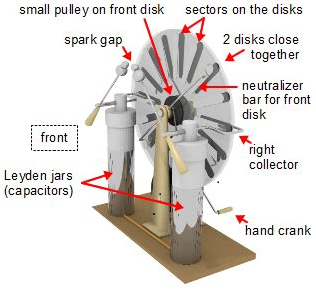 small pulley on front disk
sectors on the disks
spark gap
2 disks close
together
neutralizer
bar for front
disk
front
right
collector
Leyden jars
(capacitors)
hand crank